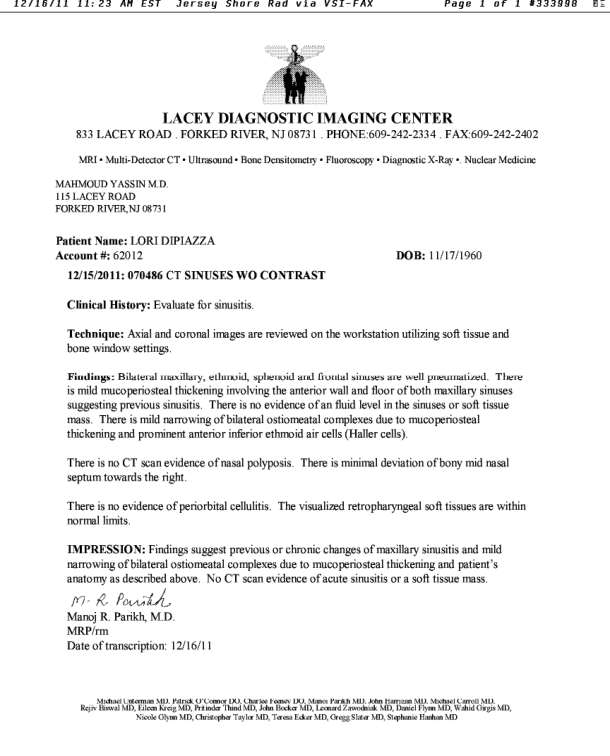 12/16/11 11:23 AM EST Jersey Shore Rad via VSI-FAX Page 1 of 1 #333998
LACEY DIAGNOSTIC IMAGING CENTER
833 LACEY ROAD . FORKED RIVER, NJ 08731 . PHONE:609-242-2334 . FAX:609-242-2402
MRI • Multi-Detector CT • Ultrasound • Bone Densitometry • Fluoroscopy • Diagnostic X-Ray •. Nuclear Medicine
MAHMOUD YASSIN M.D.
115 LACEY ROAD
FORKED RIVER,NJ 08731
Patient Name: LORI DIPIAZZA
Account #: 62012 DOB: 11/17/1960
12/15/2011: 070486 CT SINUSES WO CONTRAST
Clinical History: Evaluate for sinusitis.
Technique: Axial and coronal images are reviewed on the workstation utilizing soft tissue and
bone window settings.
Findings: Bilateral maxillary, ethmoid, sphenoid and frontal sinuses are well pneumatized. There
is mild mucoperiosteal thickening involving the anterior wall and floor of both maxillary sinuses
suggesting previous sinusitis. There is no evidence of an fluid level in the sinuses or soft tissue
mass. There is mild narrowing of bilateral ostiomeatal complexes due to mucoperiosteal
thickening and prominent anterior inferior ethmoid air cells (Haller cells).
There is no CT scan evidence of nasal polyposis. There is minimal deviation of bony mid nasal
septum towards the right.
There is no evidence of periorbital cellulitis. The visualized retropharyngeal soft tissues are within
normal limits.
IMPRESSION: Findings suggest previous or chronic changes of maxillary sinusitis and mild
narrowing of bilateral ostiomeatal complexes due to mucoperiosteal thickening and patient's
anatomy as described above. No CT scan evidence of acute sinusitis or a soft tissue mass.
M. R. Parikh
Manoj R. Parikh, M.D.
MRP/rm
Date of transcription: 12/16/11
Michael Unterman MD, Patrick O'Connor DO, Charles Feeney DO, Manoj Parikh MD, John Harrigan MD, Michael Carroll MD,
Rejiv Biswal MD, Eileen Kreig MD, Pritinder Thind MD, John Bocker MD, Leonard Zawodniak MD, Daniel Flynn MD, Wahid Girgis MD,
Nicole Glynn MD, Christopher Taylor MD, Teresa Ecker MD, Gregg Slater MD, Stephanie Hanhan MD